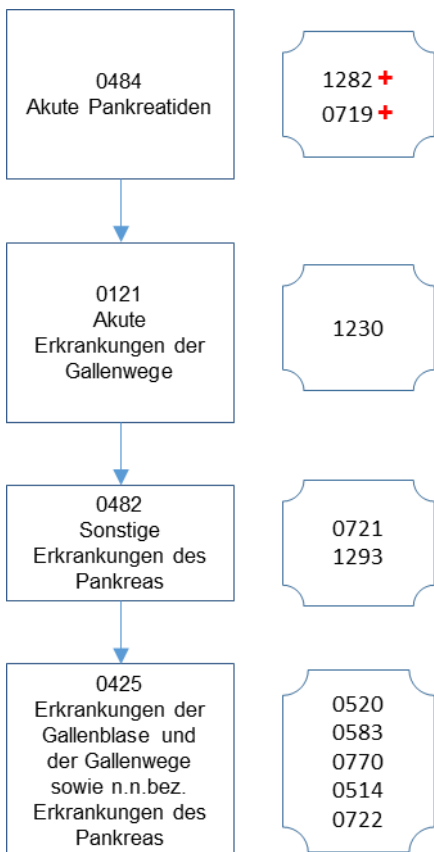 0484
Akute Pankreatiden
1282 +
0719 +
0121
Akute
Erkrankungen der
Gallenwege
1230
0482
Sonstige
Erkrankungen des
Pankreas
0721
1293
0425
Erkrankungen der
Gallenblase und
der Gallenwege
sowie n.n.bez.
Erkrankungen des
Pankreas
0520
0583
0770
0514
0722